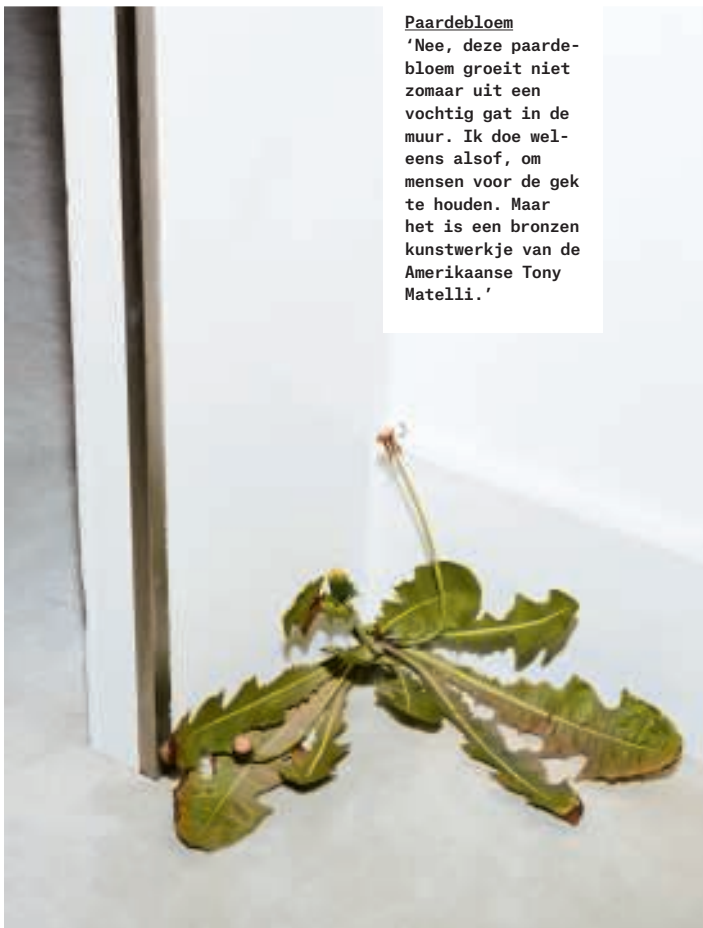 Paardebloem
‘Nee, deze paarde-
bloem groeit niet
zomaar uit een
vochtig gat in de
muur. Ik doe wel-
eens alsof, om
mensen voor de gek
te houden. Maar
het is een bronzen
kunstwerkje van de
Amerikaanse Tony
Matelli.’